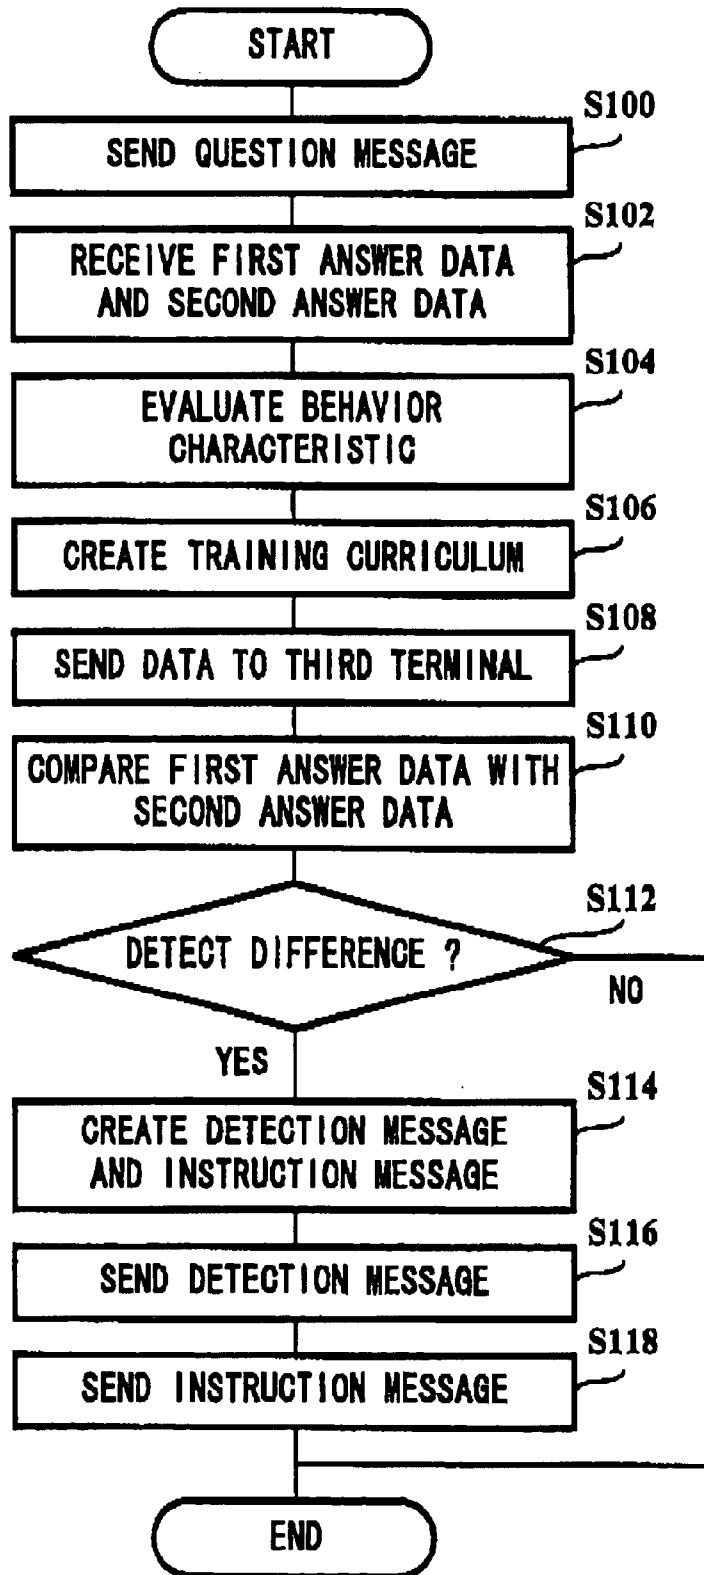 START
S100
SEND QUESTION MESSAGE
S102
RECEIVE FIRST ANSWER DATA
AND SECOND ANSWER DATA
S104
EVALUATE BEHAVIOR
CHARACTERISTIC
S106
CREATE TRAINING CURRICULUM
S108
SEND DATA TO THIRD TERMINAL
S110
COMPARE FIRST ANSWER DATA WITH
SECOND ANSWER DATA
S112
DETECT DIFFERENCE ?
NO
YES
S114
CREATE DETECTION MESSAGE
AND INSTRUCTION MESSAGE
S116
SEND DETECTION MESSAGE
S118
SEND INSTRUCTION MESSAGE
END